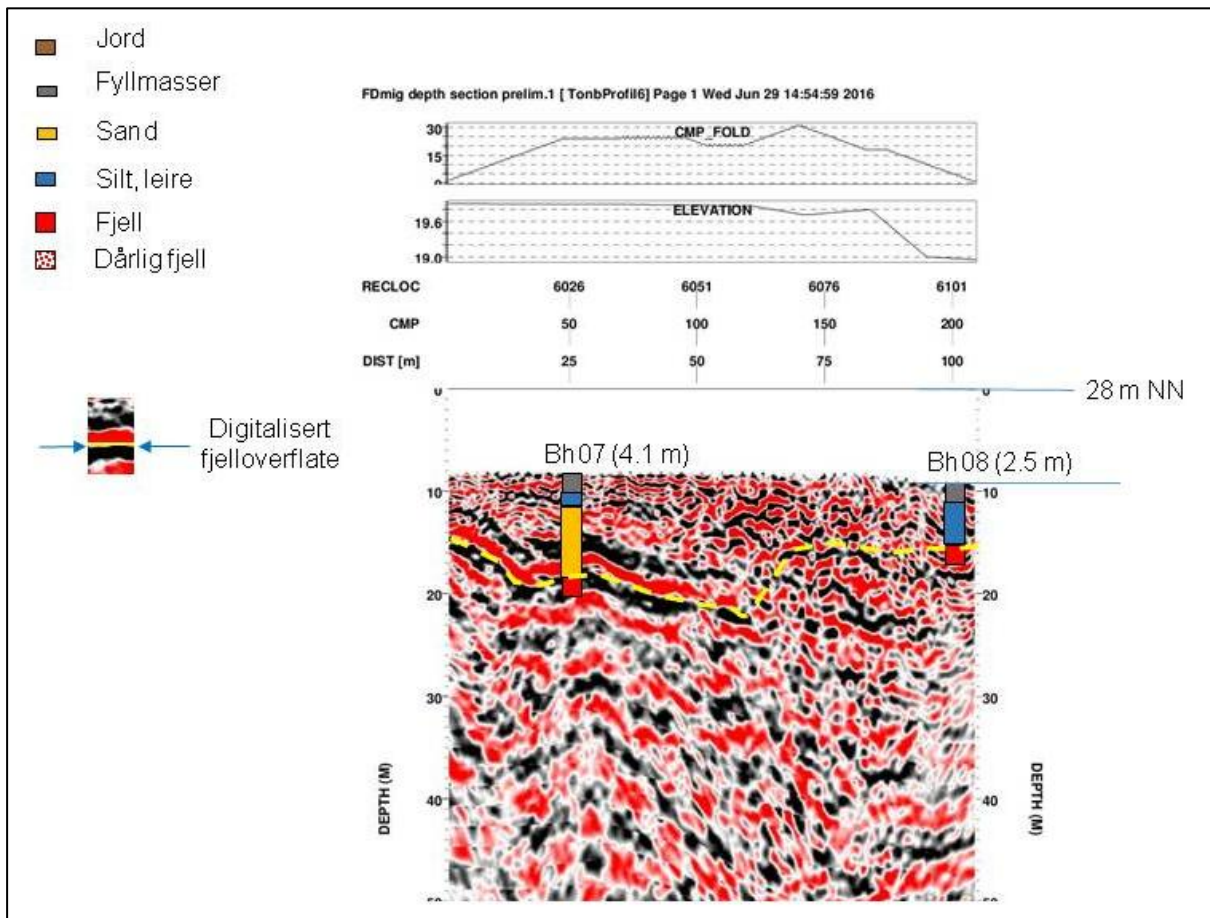 Jord
Fyllmasser
Sand
Silt, leire
Fjell
Dårlig fjell
Digitalisert
fjelloverflate
FDmig depth section prelim.1 [ TonbProfil6] Page 1 Wed Jun 29 14:54:59 2016
30
15
0
CMP_FOLD
19.6
19.0
ELEVATION
RECLOC 6026 6051 6076 6101
CMP 50 100 150 200
DIST [m] 25 50 75 100
0 0 28 m NN
Bh07 (4.1 m) Bh08 (2.5 m)
10 10
20 20
30 30
40 40
50 50
DEPTH (M) DEPTH (M)